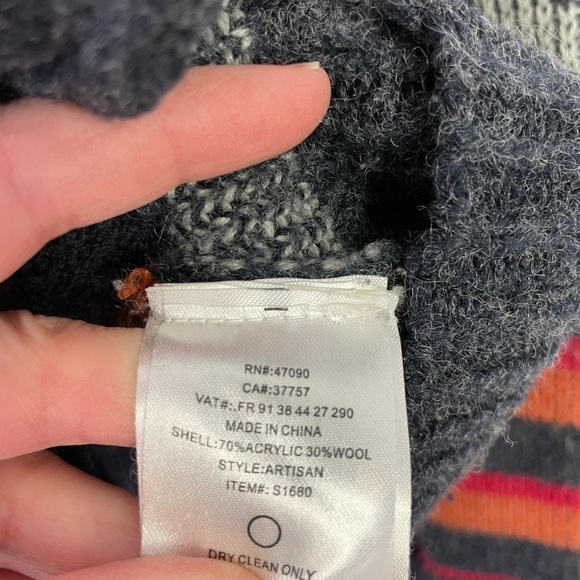 RN#:47090
CA#:37757
VAT#:.FR 91 38 44 27 290
MADE IN CHINA
SHELL:70%ACRYLIC 30%WOOL
STYLE:ARTISAN
ITEM#: S1680
DRY CLEAN ONLY